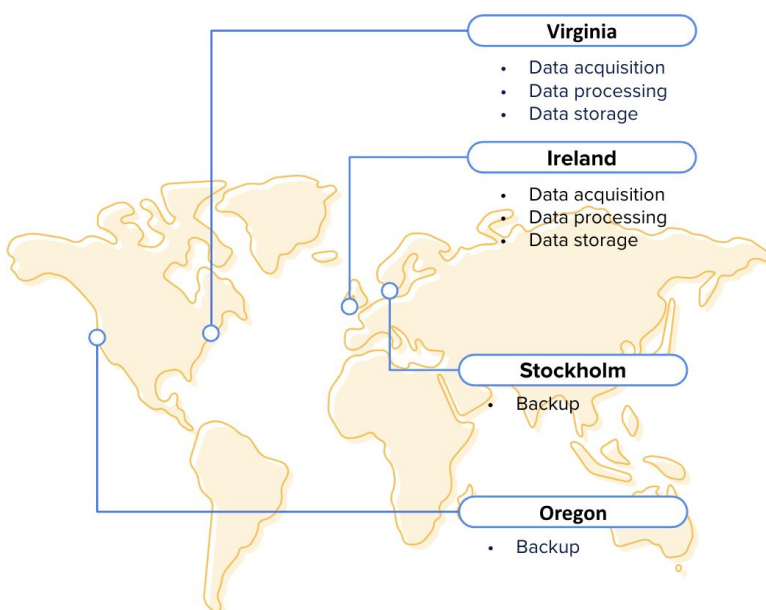 Virginia
• Data acquisition
• Data processing
• Data storage
Ireland
• Data acquisition
• Data processing
• Data storage
Stockholm
• Backup
Oregon
• Backup